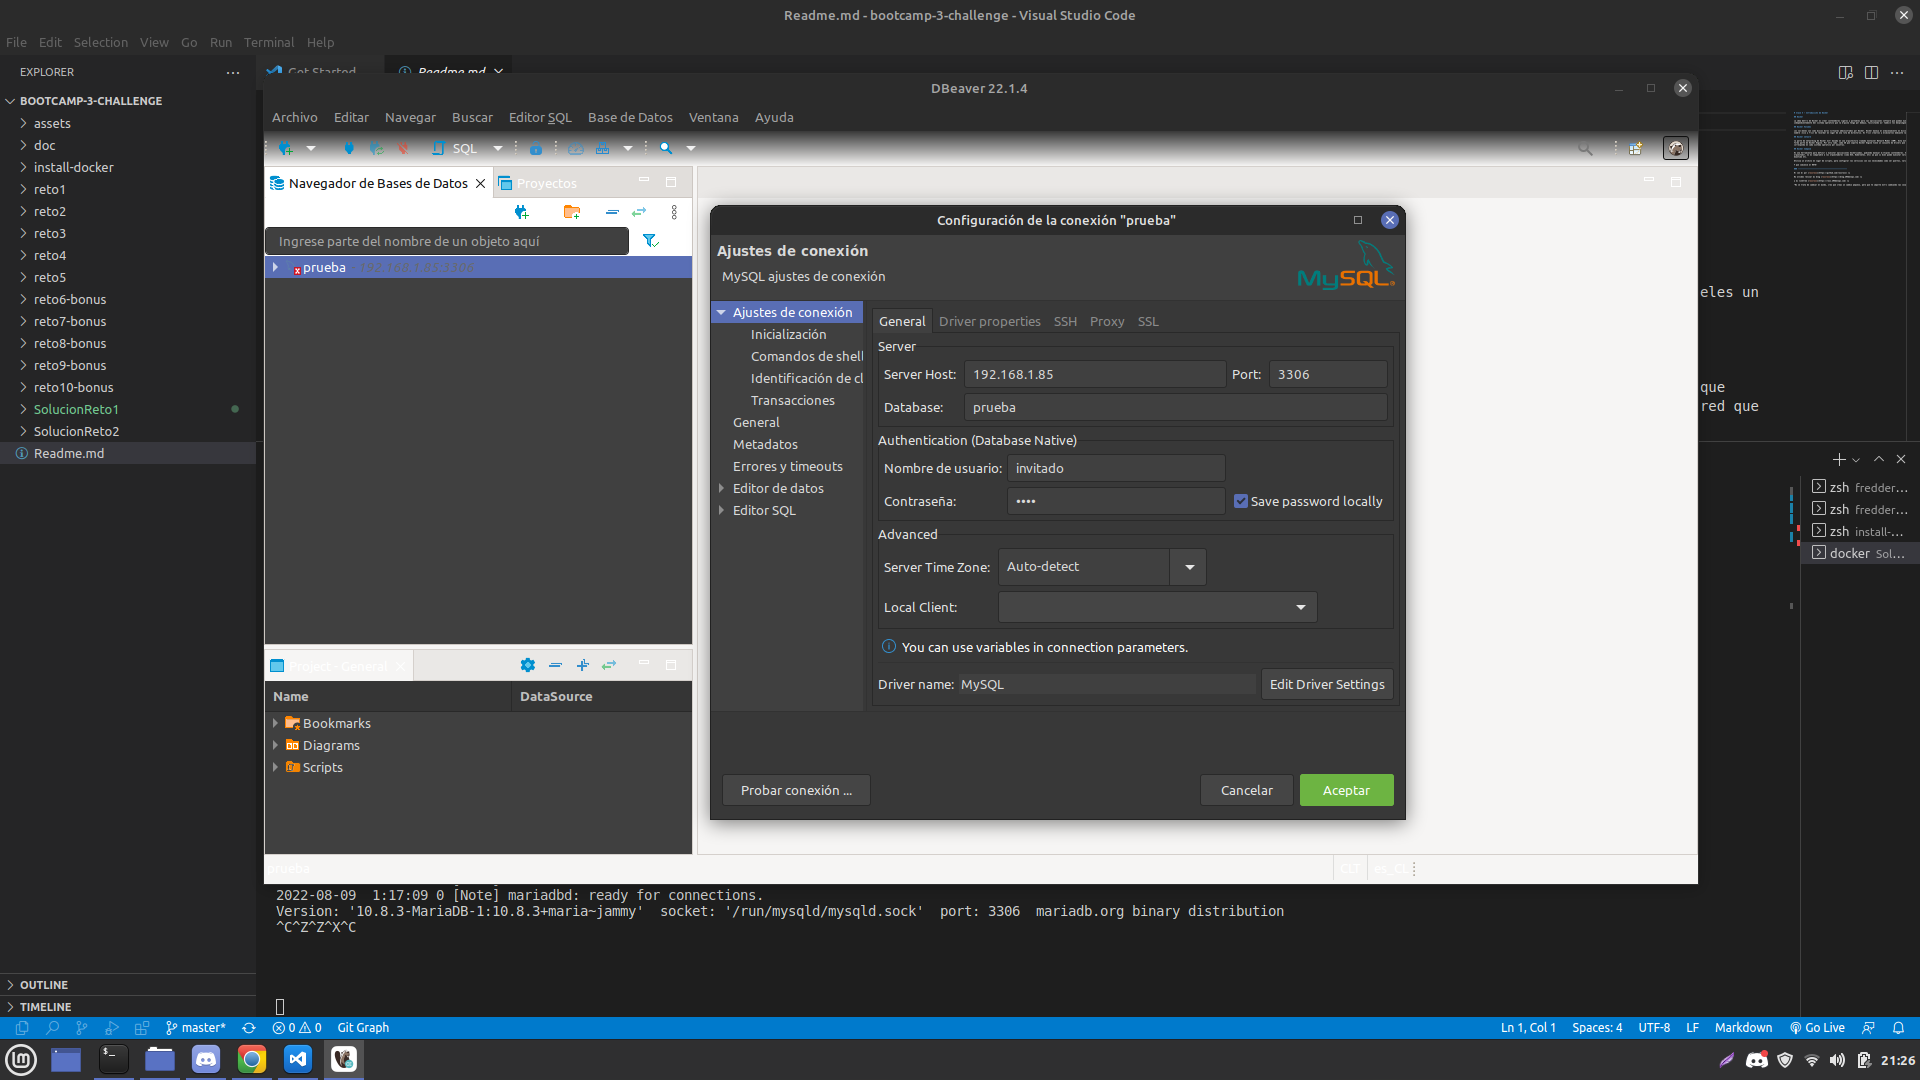 Readme.md - bootcamp-3-challenge - Visual Studio Code
File Edit Selection View Go Run Terminal Help
EXPLORER
Get Started
Readme.md
BOOTCAMP-3-CHALLENGE
assets
doc
install-docker
reto1
reto2
reto3
reto4
reto5
reto6-bonus
reto7-bonus
reto8-bonus
reto9-bonus
reto10-bonus
SolucionReto1
SolucionReto2
Readme.md
OUTLINE
TIMELINE
DBeaver 22.1.4
Archivo Editar Navegar Buscar Editor SQL Base de Datos Ventana Ayuda
SQL
Navegador de Bases de Datos
Proyectos
Ingrese parte del nombre de un objeto aquí
prueba - 192.168.1.85:3306
Project - General
Name DataSource
Bookmarks
Diagrams
Scripts
prueba
CLT
es_CL
Configuración de la conexión "prueba"
Ajustes de conexión
MySQL ajustes de conexión
MySQL
Ajustes de conexión
Inicialización
Comandos de shell
Identificación de cl
Transacciones
General
Metadatos
Errores y timeouts
Editor de datos
Editor SQL
General Driver properties SSH Proxy SSL
Server
Server Host: 192.168.1.85 Port: 3306
Database: prueba
Authentication (Database Native)
Nombre de usuario: invitado
Contraseña: •••• Save password locally
Advanced
Server Time Zone: Auto-detect
Local Client:
You can use variables in connection parameters.
Driver name: MySQL Edit Driver Settings
Probar conexión ... Cancelar Aceptar
eles un
que
red que
zsh fredder...
zsh fredder...
zsh install-...
docker Sol...
2022-08-09  1:17:09 0 [Note] mariadbd: ready for connections.
Version: '10.8.3-MariaDB-1:10.8.3+maria~jammy'  socket: '/run/mysqld/mysqld.sock'  port: 3306  mariadb.org binary distribution
^C^Z^Z^X^C
master* 0 0 Git Graph Ln 1, Col 1 Spaces: 4 UTF-8 LF Markdown Go Live
21:26